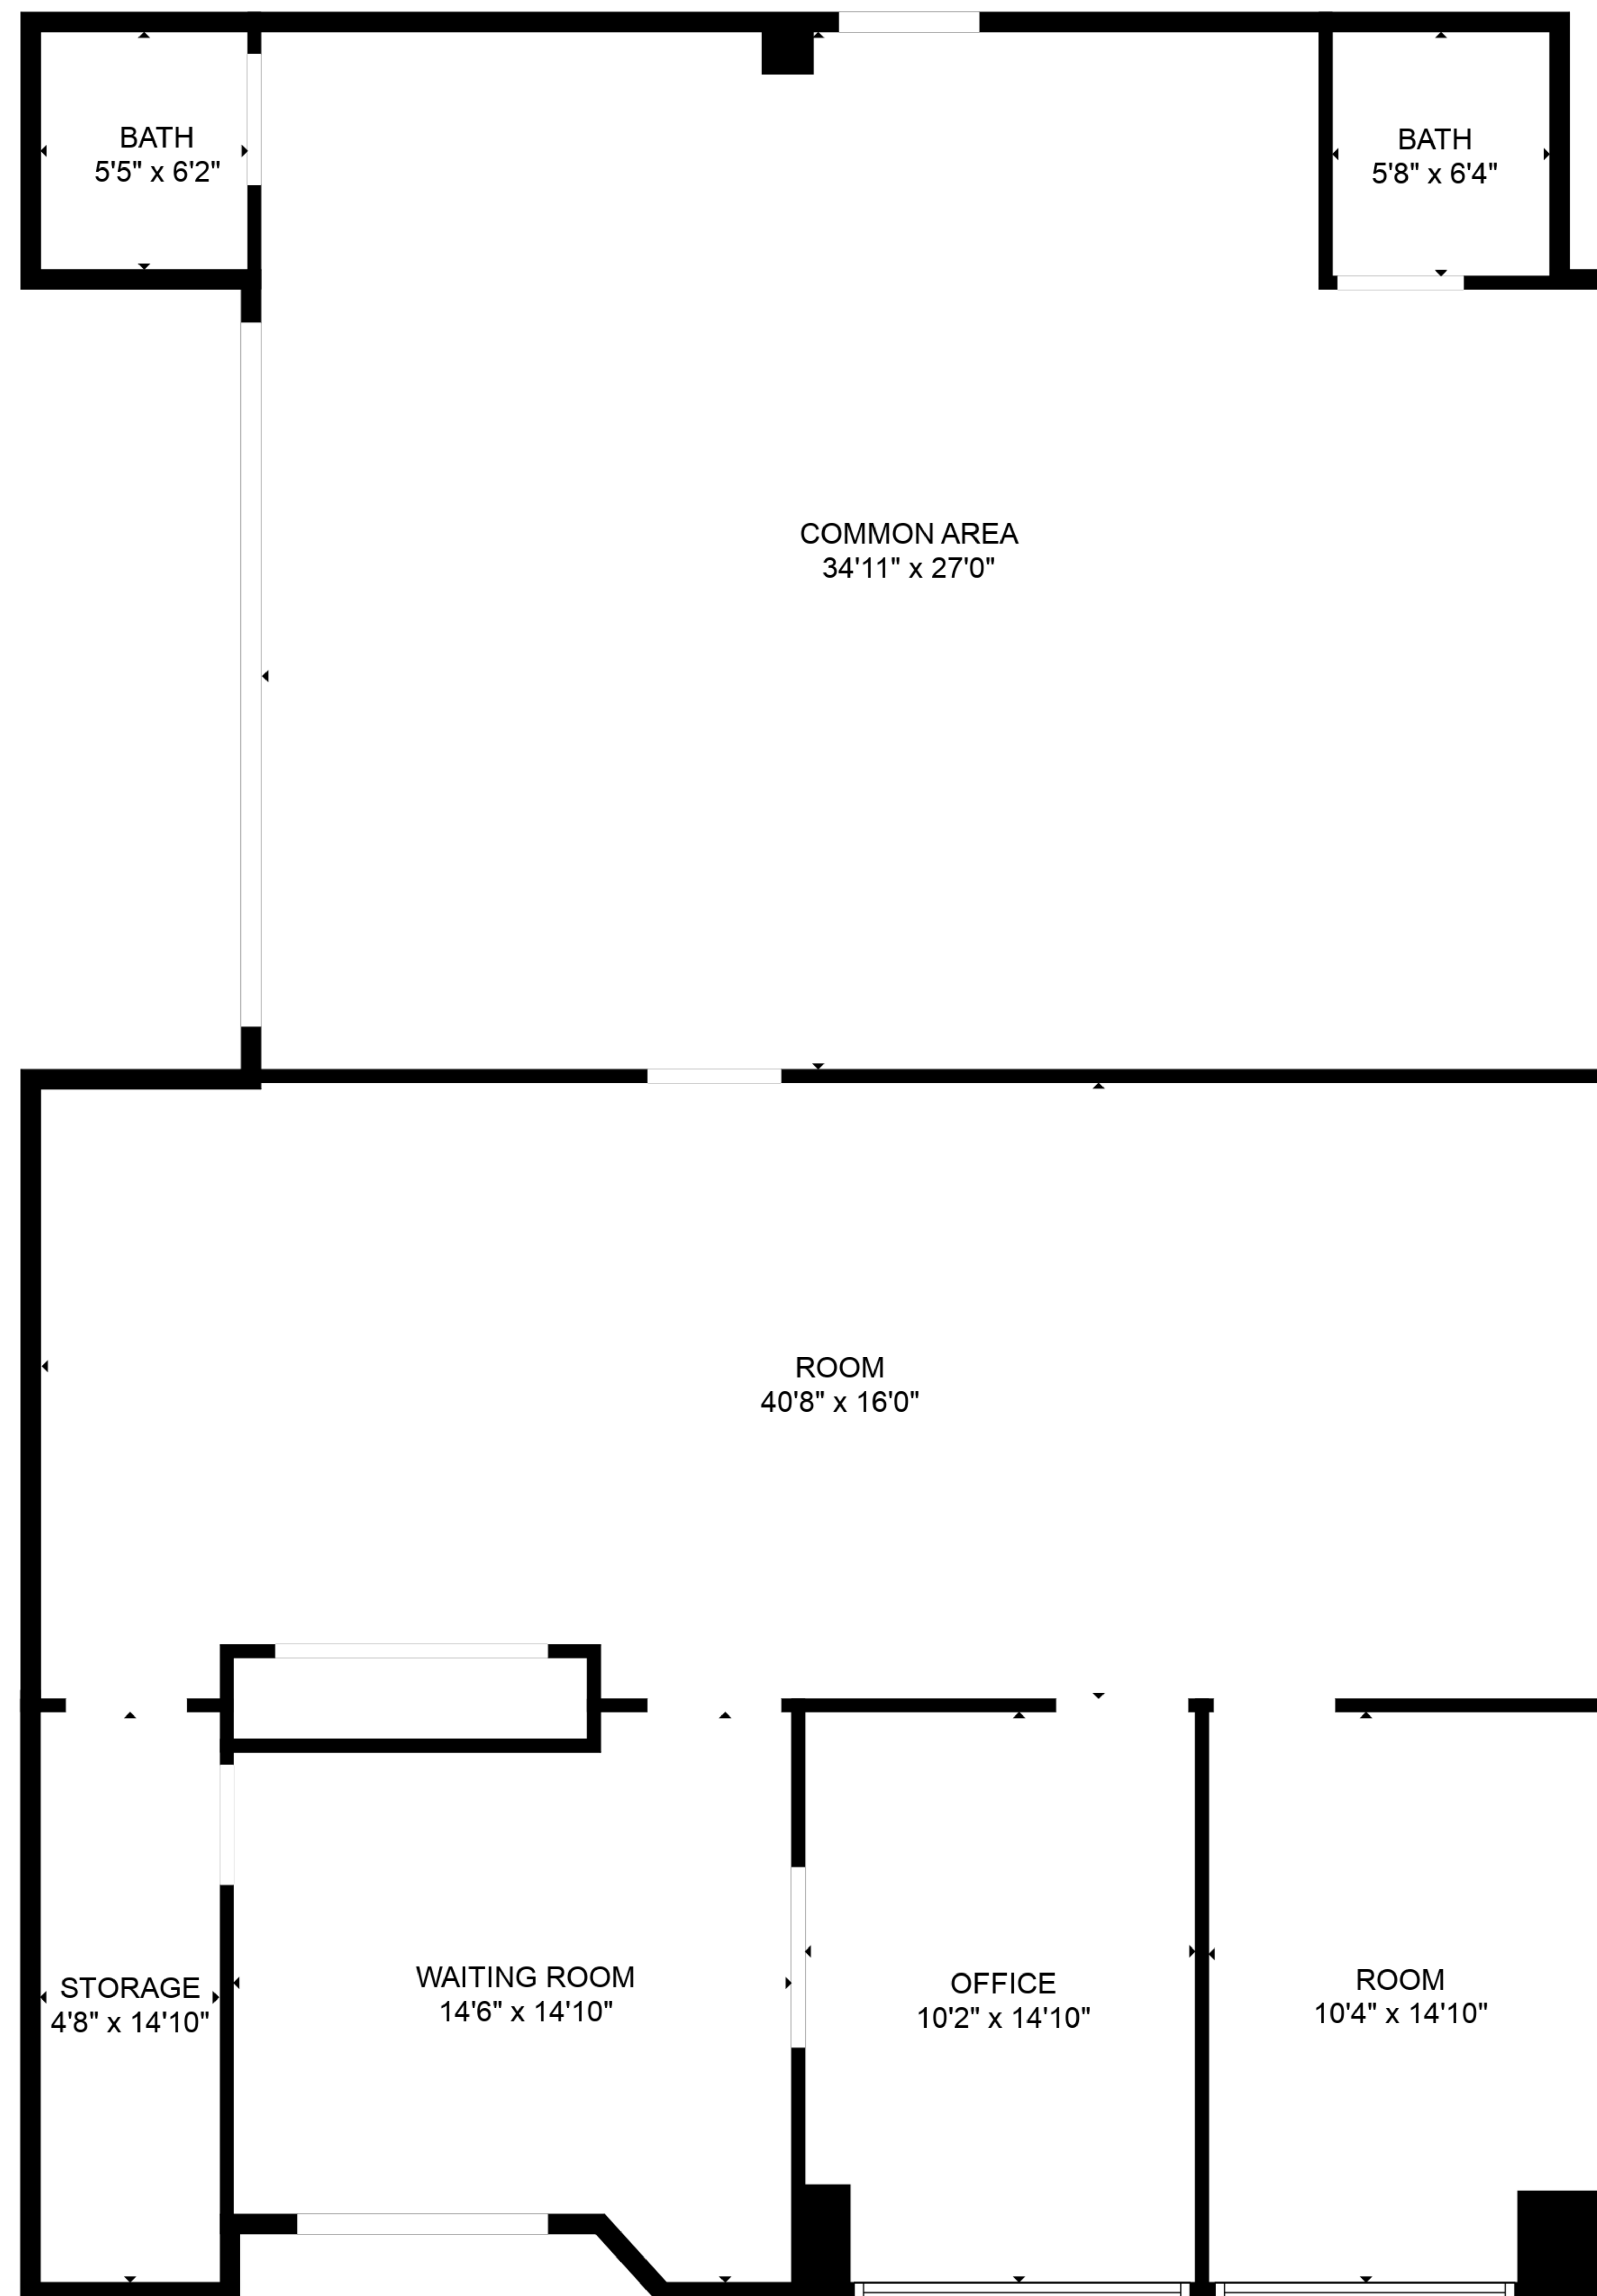 BATH
5'5" x 6'2"
BATH
5'8" x 6'4"
COMMON AREA
34'11" x 27'0"
ROOM
40'8" x 16'0"
STORAGE
4'8" x 14'10"
WAITING ROOM
14'6" x 14'10"
OFFICE
10'2" x 14'10"
ROOM
10'4" x 14'10"